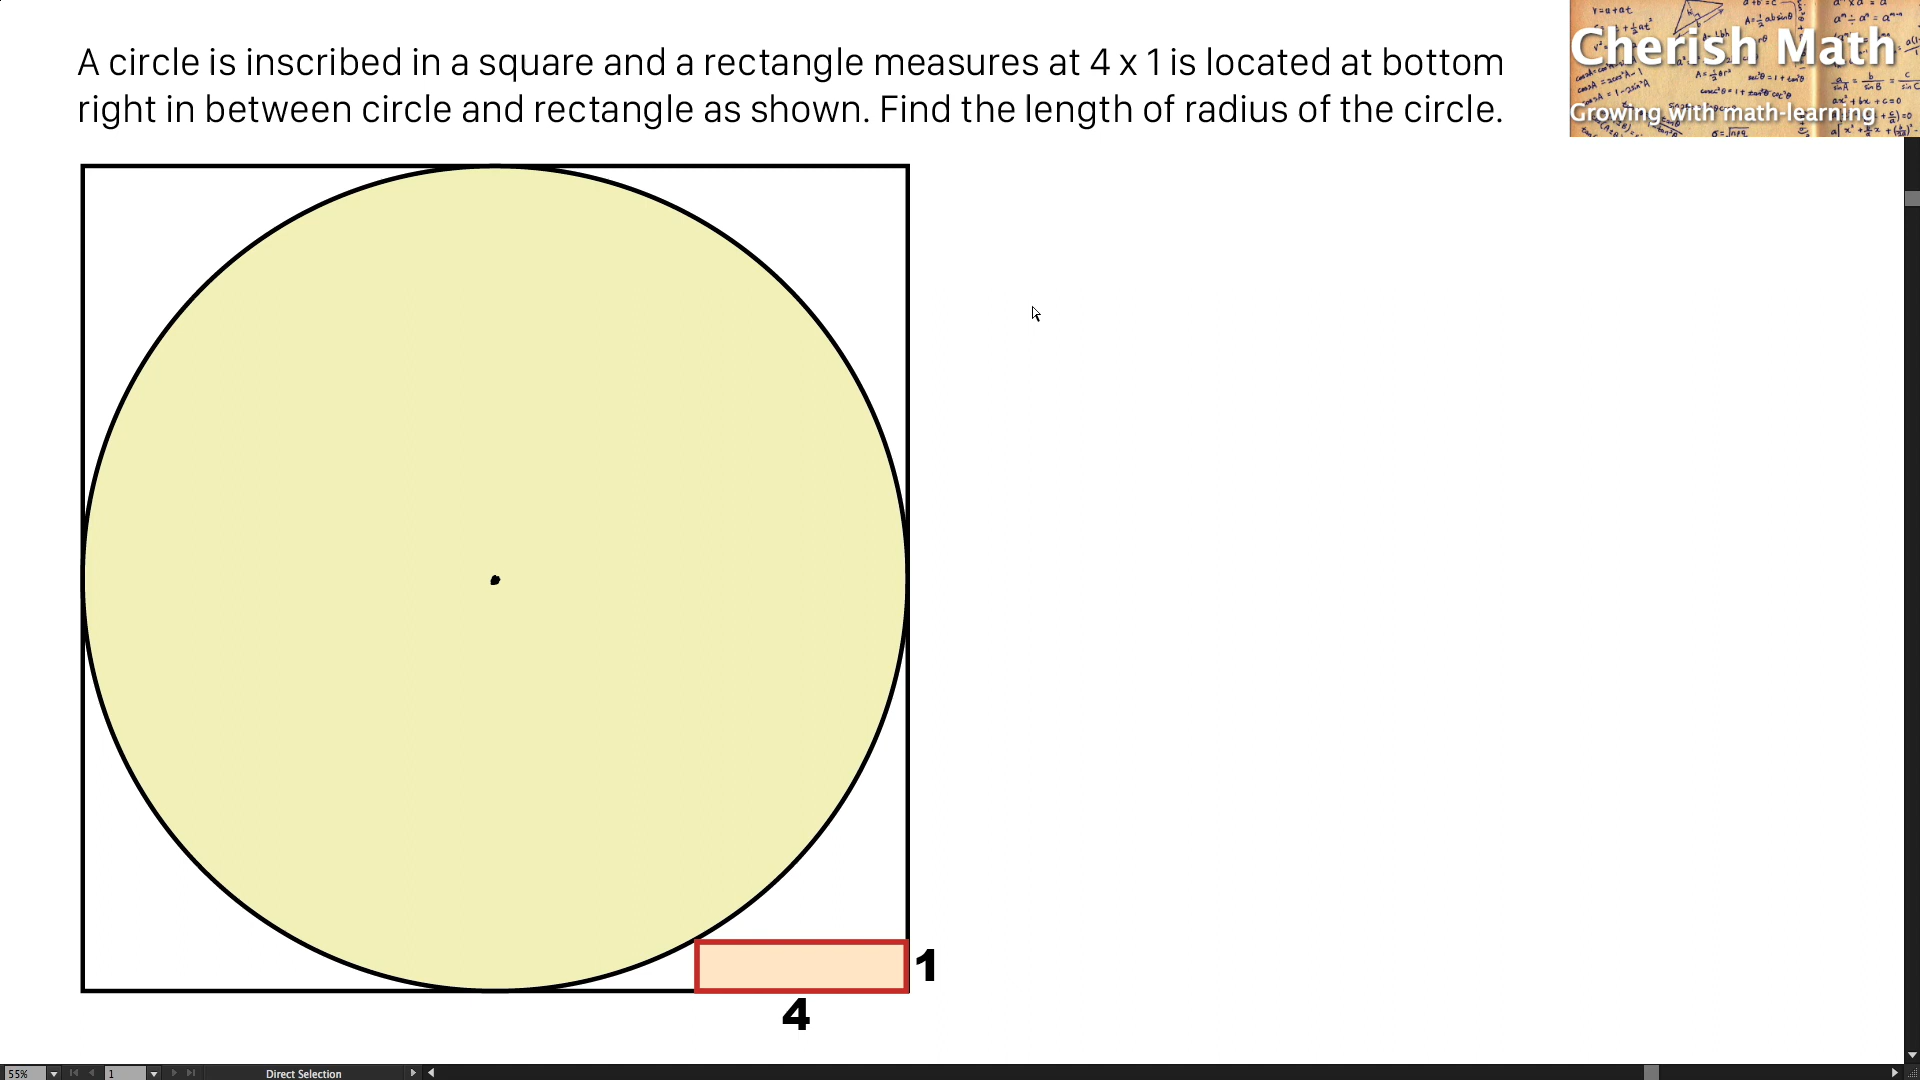 A circle is inscribed in a square and a rectangle measures at 4 x 1 is located at bottom
right in between circle and rectangle as shown. Find the length of radius of the circle.
Cherish Math
Growing with math-learning
1
4
55%
1
Direct Selection